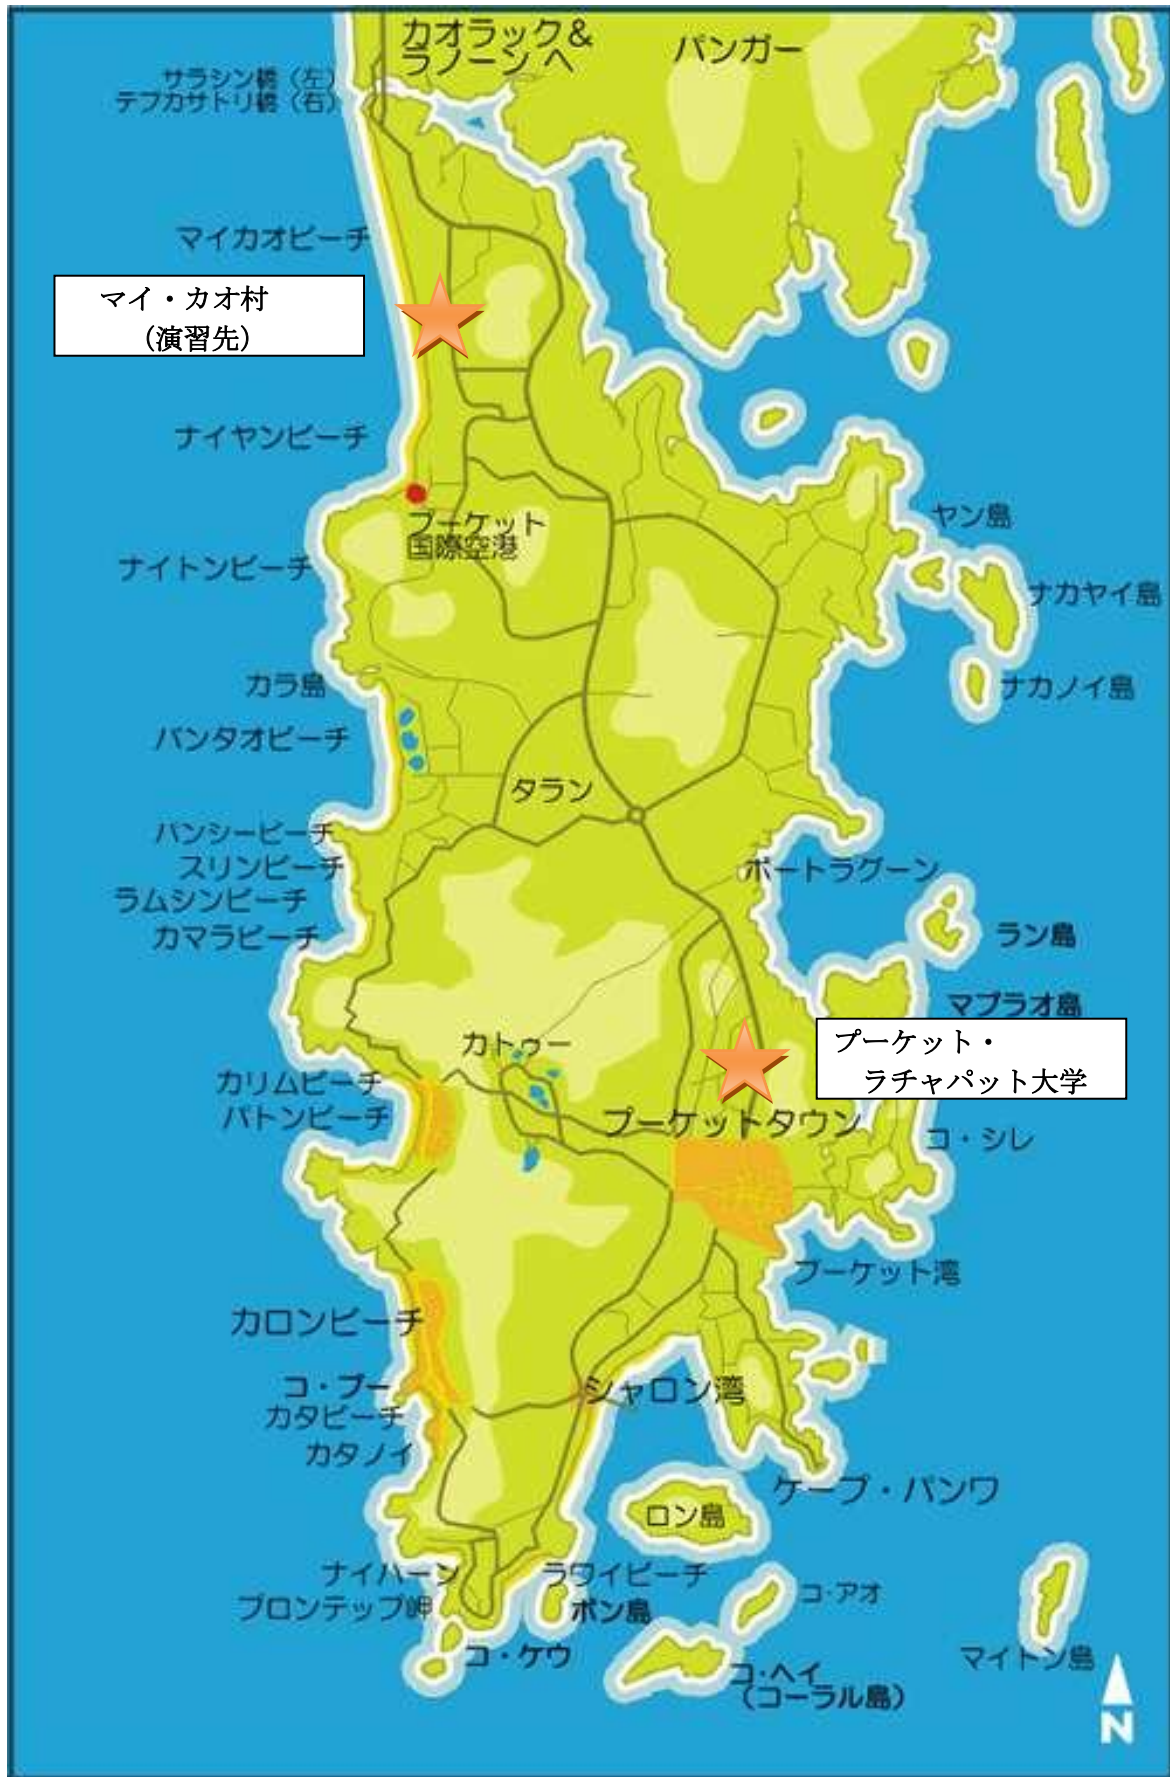 カオラック&
ラノーンへ
パンガー
サラシン橋（左）
テプカサトリ橋（右）
マイカオビーチ
マイ・カオ村
（演習先）
ナイヤンビーチ
プーケット
国際空港
ヤン島
ナイトンビーチ
ナカヤイ島
カラ島
ナカノイ島
バンタオビーチ
タラン
パンシービーチ
スリンビーチ
ボートラグーン
ラムシンビーチ
カマラビーチ
ラン島
マプラオ島
プーケット・
ラチャパット大学
カトゥー
カリムビーチ
パトンビーチ
プーケットタウン
コ・シレ
プーケット湾
カロンビーチ
コ・プー
カタビーチ
カタノイ
シャロン湾
ケープ・パンワ
ロン島
ナイハーン
プロンテップ岬
ラワイビーチ
ボン島
コ・アオ
コ・ケウ
マイトン島
コ・ヘイ
（コーラル島）
N